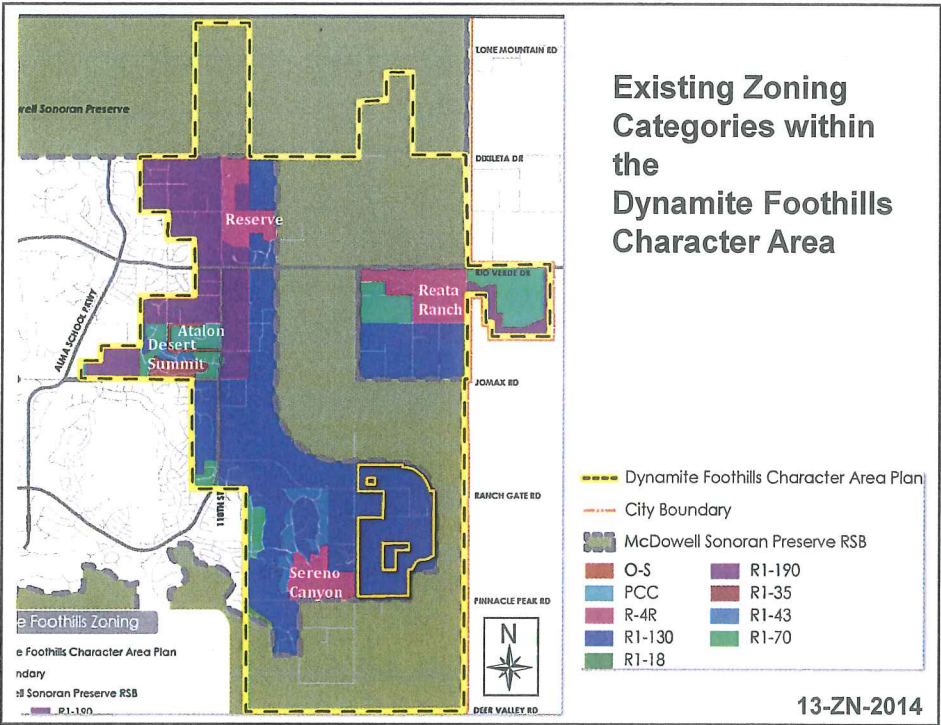 Existing Zoning
Categories within
the
Dynamite Foothills
Character Area
LONE MOUNTAIN RD
well Sonoran Preserve
DIXILETA DR
Reserve
RIO VERDE DR
Reata
Ranch
ALMA SCHOOL PKWY
Atalon
Desert
Summit
JOMAX RD
118TH ST
RANCH GATE RD
Sereno
Canyon
PINNACLE PEAK RD
DEER VALLEY RD
N
e Foothills Zoning
e Foothills Character Area Plan
ndary
ell Sonoran Preserve RSB
R1-190
Dynamite Foothills Character Area Plan
City Boundary
McDowell Sonoran Preserve RSB
O-S
R1-190
PCC
R1-35
R-4R
R1-43
R1-130
R1-70
R1-18
13-ZN-2014